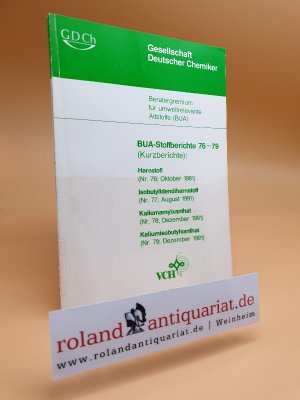 GDCh
Gesellschaft
Deutscher Chemiker
Beratergremium
für umweltrelevante
Altstoffe (BUA)
BUA-Stoffberichte 76–79
(Kurzberichte):
Harnstoff
(Nr. 76; Oktober 1991)
Isobutylidendiharnstoff
(Nr. 77; August 1991)
Kaliumamylxanthat
(Nr. 78; Dezember 1991)
Kaliumisobutylxanthat
(Nr. 79; Dezember 1991)
VCH
roland antiquariat.de
www.rolandantiquariat.de | Weinheim